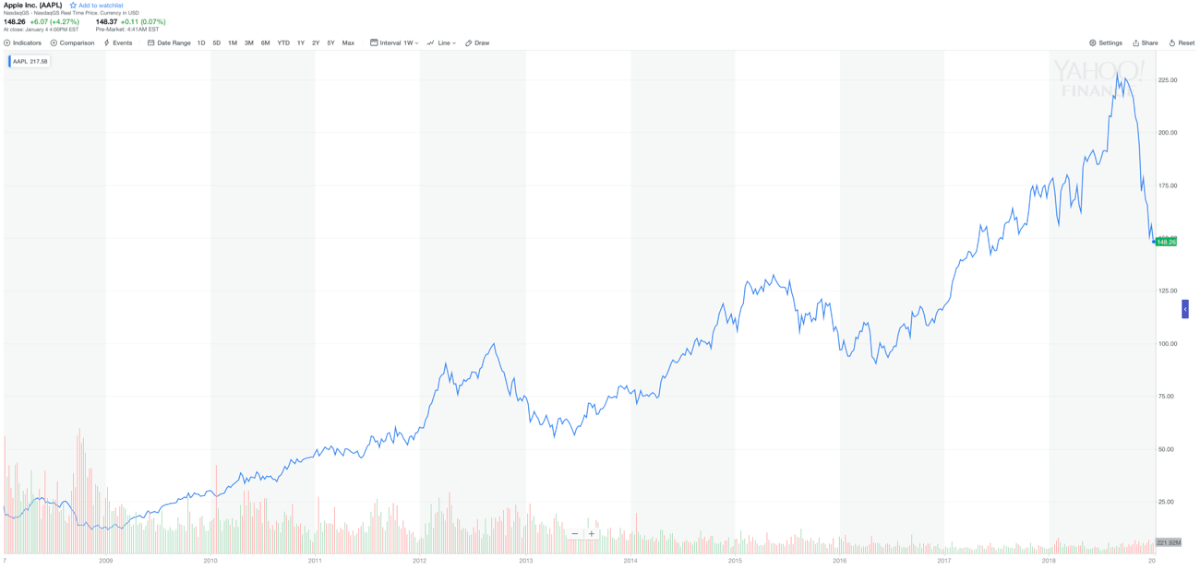 Apple Inc. (AAPL) Add to watchlist
NasdaqGS - NasdaqGS Real Time Price. Currency in USD
148.26 +6.07 (+4.27%) 148.37 +0.11 (0.07%)
At close: January 4 4:00PM EST Pre-Market: 4:41AM EST
Indicators Comparison Events Date Range 1D 5D 1M 3M 6M YTD 1Y 2Y 5Y Max Interval 1W Line Draw Settings Share Reset
AAPL 217.58
YAHOO!
FINANCE
225.00
200.00
175.00
150.00
148.26
125.00
100.00
75.00
50.00
25.00
221.92M
7 2009 2010 2011 2012 2013 2014 2015 2016 2017 2018 20